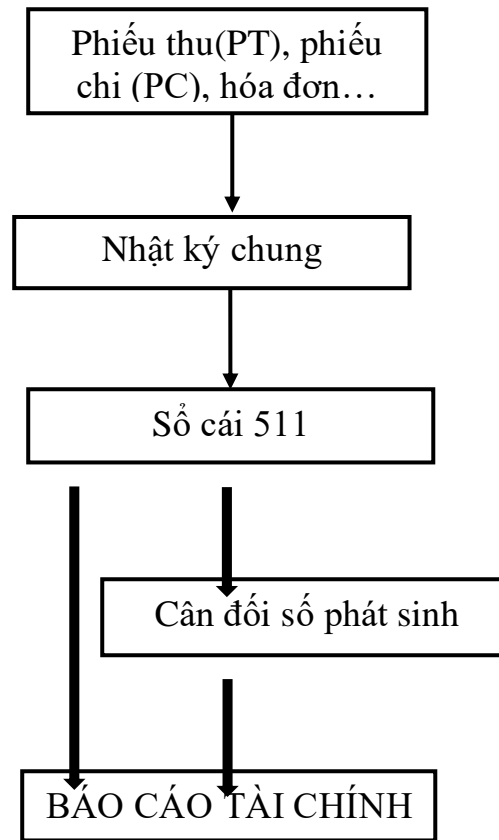 Phiếu thu(PT), phiếu
chi (PC), hóa đơn…
Nhật ký chung
Sổ cái 511
Cân đối số phát sinh
BÁO CÁO TÀI CHÍNH